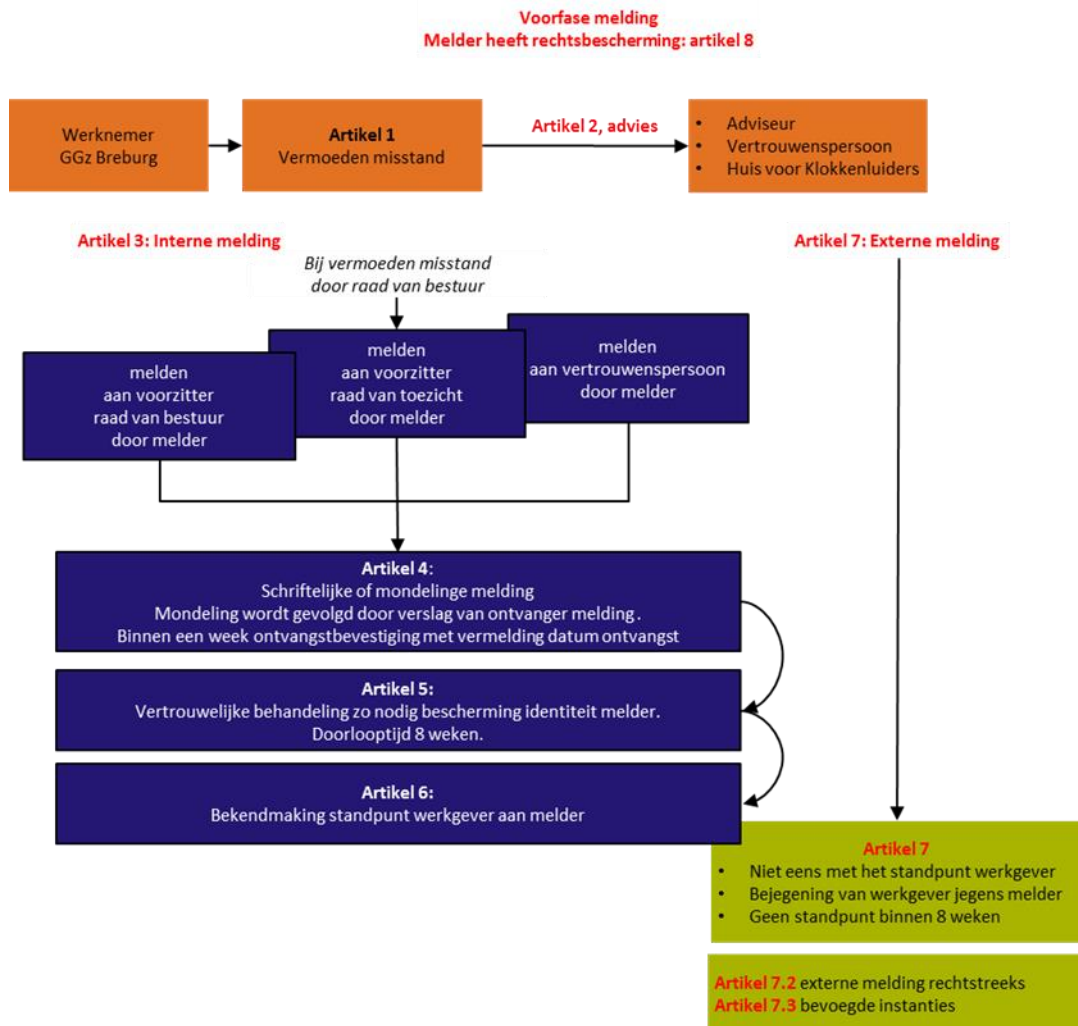 Voorfase melding
Melder heeft rechtsbescherming: artikel 8
Werknemer
GGz Breburg
Artikel 1
Vermoeden misstand
Artikel 2, advies
• Adviseur
• Vertrouwenspersoon
• Huis voor Klokkenluiders
Artikel 3: Interne melding
Artikel 7: Externe melding
Bij vermoeden misstand
door raad van bestuur
melden
aan voorzitter
raad van bestuur
door melder
melden
aan voorzitter
raad van toezicht
door melder
melden
aan vertrouwenspersoon
door melder
Artikel 4:
Schriftelijke of mondelinge melding
Mondeling wordt gevolgd door verslag van ontvanger melding .
Binnen een week ontvangstbevestiging met vermelding datum ontvangst
Artikel 5:
Vertrouwelijke behandeling zo nodig bescherming identiteit melder.
Doorlooptijd 8 weken.
Artikel 6:
Bekendmaking standpunt werkgever aan melder
Artikel 7
• Niet eens met het standpunt werkgever
• Bejegening van werkgever jegens melder
• Geen standpunt binnen 8 weken
Artikel 7.2 externe melding rechtstreeks
Artikel 7.3 bevoegde instanties